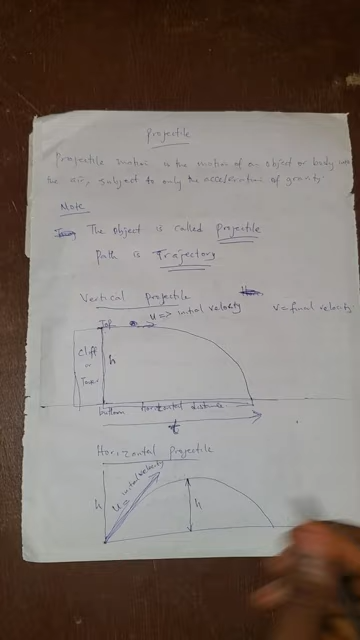 Projectile
Projectile motion is the motion of an object or body into
the air, subject to only the acceleration of gravity.
Note
The object is called projectile
path is Trajectory
Vertical projectile
u => initial velocity
v = final velocity
Top
Cliff
or
Tower
h
bottom horizontal distance
Horizontal projectile
u = initial velocity
h
h